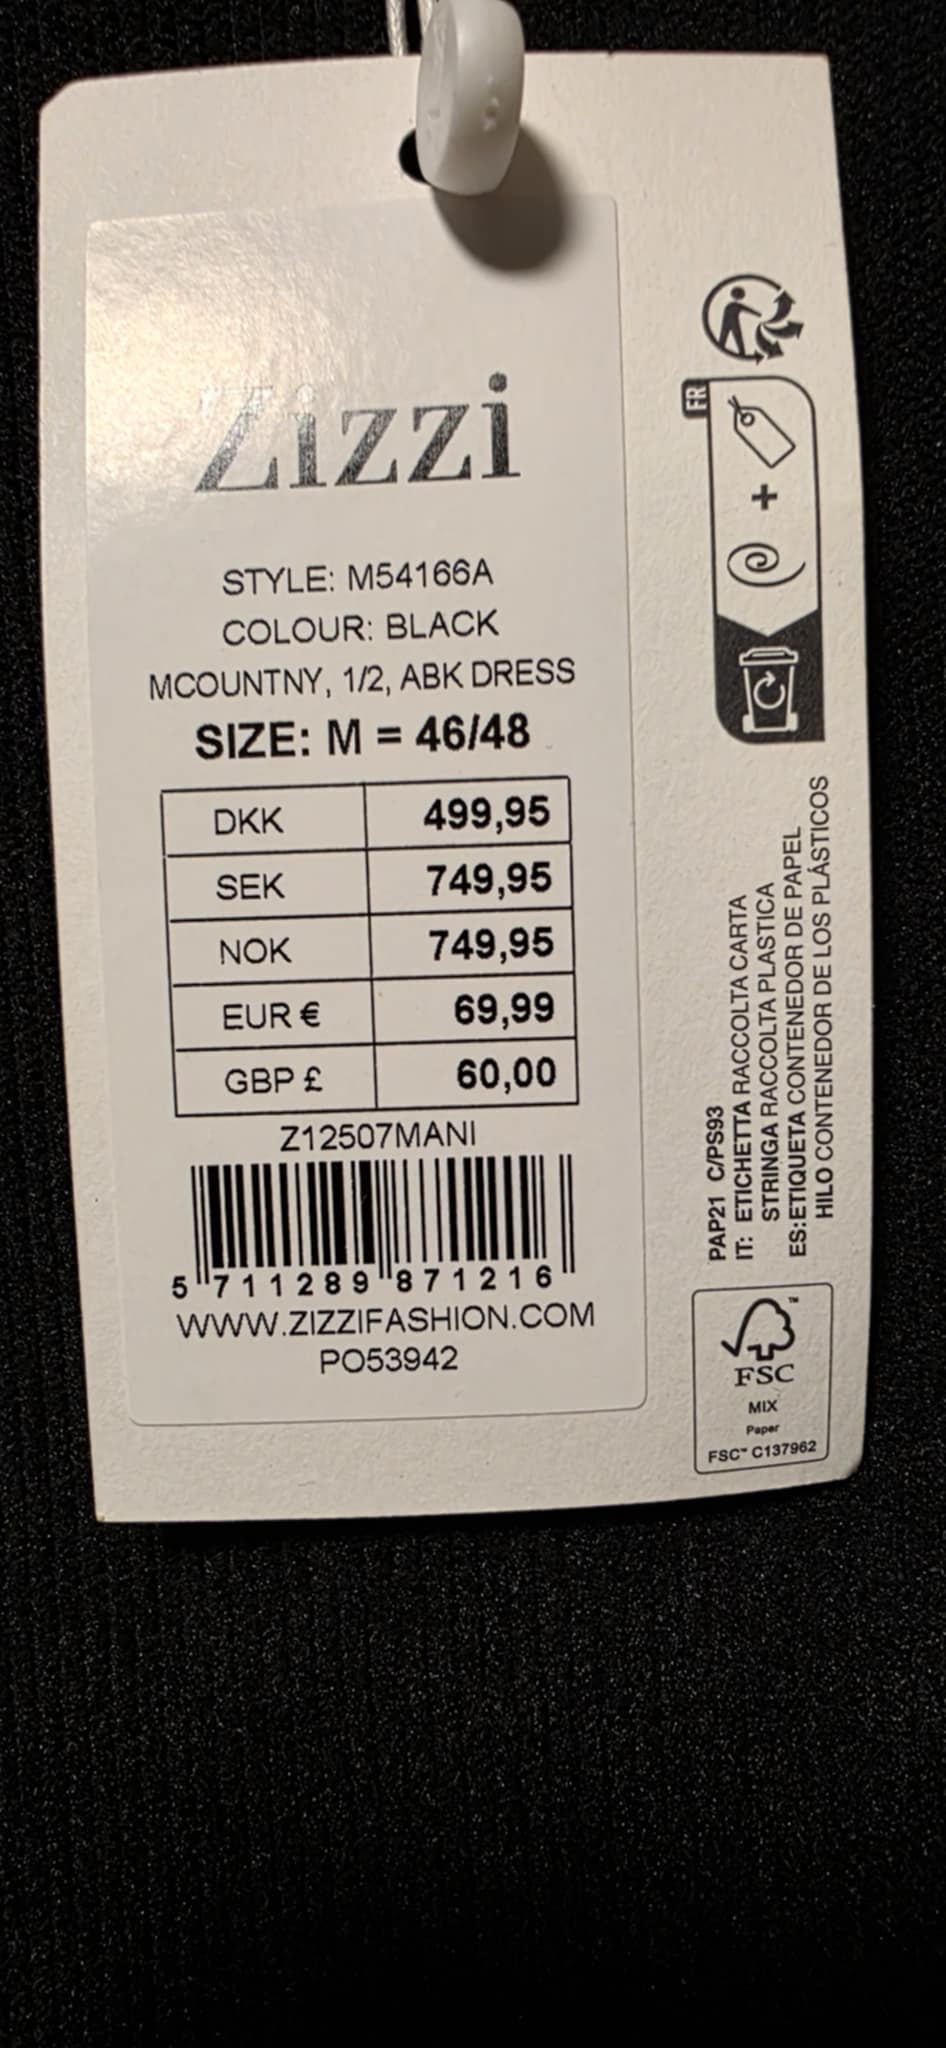 Zizzi
STYLE: M54166A
COLOUR: BLACK
MCOUNTNY, 1/2, ABK DRESS
SIZE: M = 46/48
DKK 499,95
SEK 749,95
NOK 749,95
EUR € 69,99
GBP £ 60,00
Z12507MANI
5 711289 871216
WWW.ZIZZIFASHION.COM
PO53942
FR
+
PAP21 C/PS93
IT: ETICHETTA RACCOLTA CARTA
STRINGA RACCOLTA PLASTICA
ES:ETIQUETA CONTENEDOR DE PAPEL
HILO CONTENEDOR DE LOS PLÁSTICOS
™
FSC
MIX
Paper
FSC™ C137962